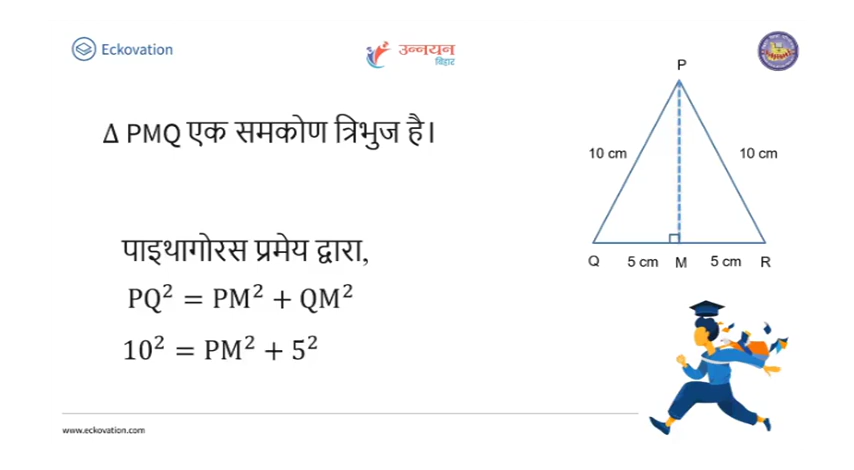 Eckovation
उन्नयन
बिहार
Δ PMQ एक समकोण त्रिभुज है।
पाइथागोरस प्रमेय द्वारा,
PQ² = PM² + QM²
10² = PM² + 5²
P
10 cm 10 cm
Q 5 cm M 5 cm R
www.eckovation.com